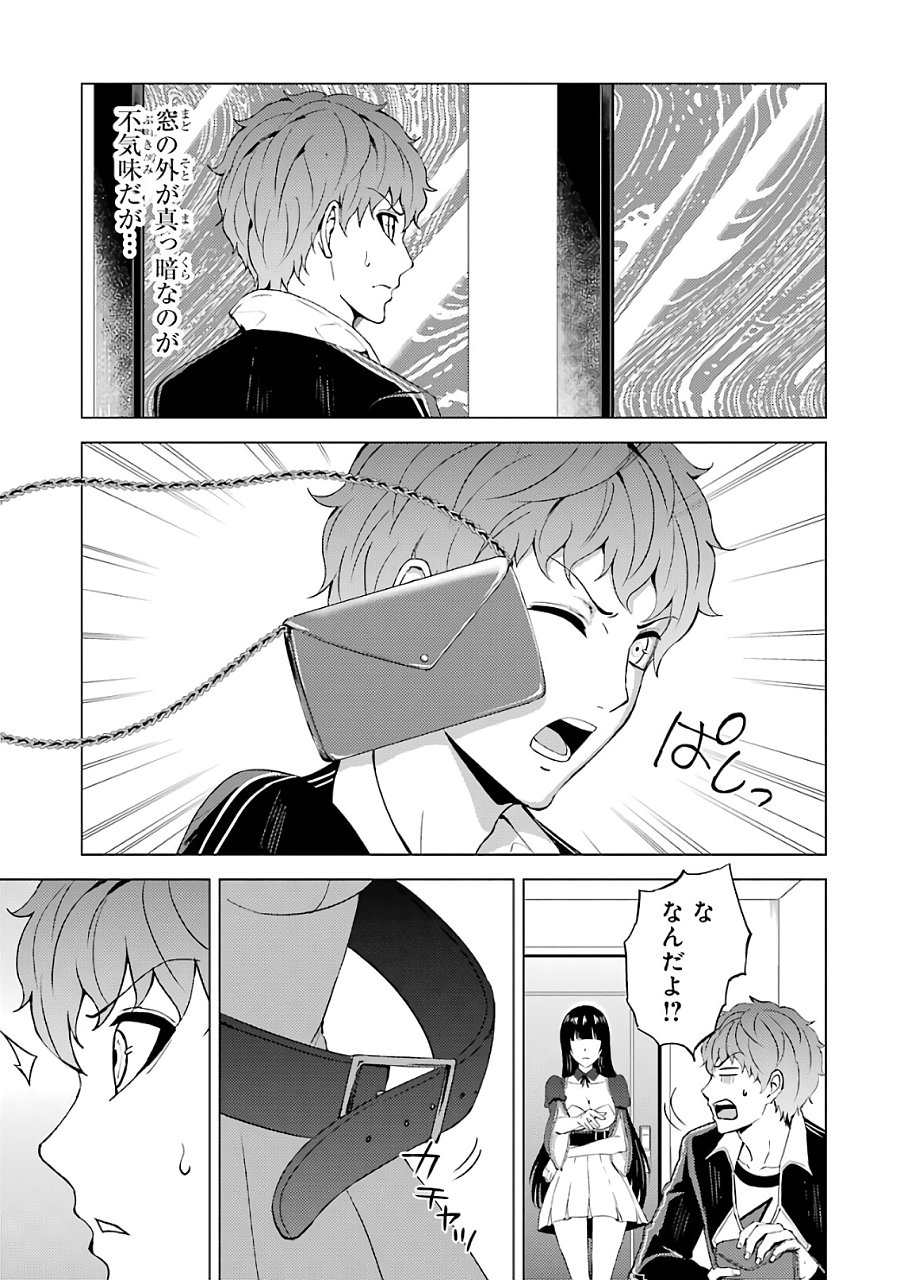 窓の外が真っ暗なのが
不気味だが…
ぱしっ
な
なんだよ!?
カチャッ